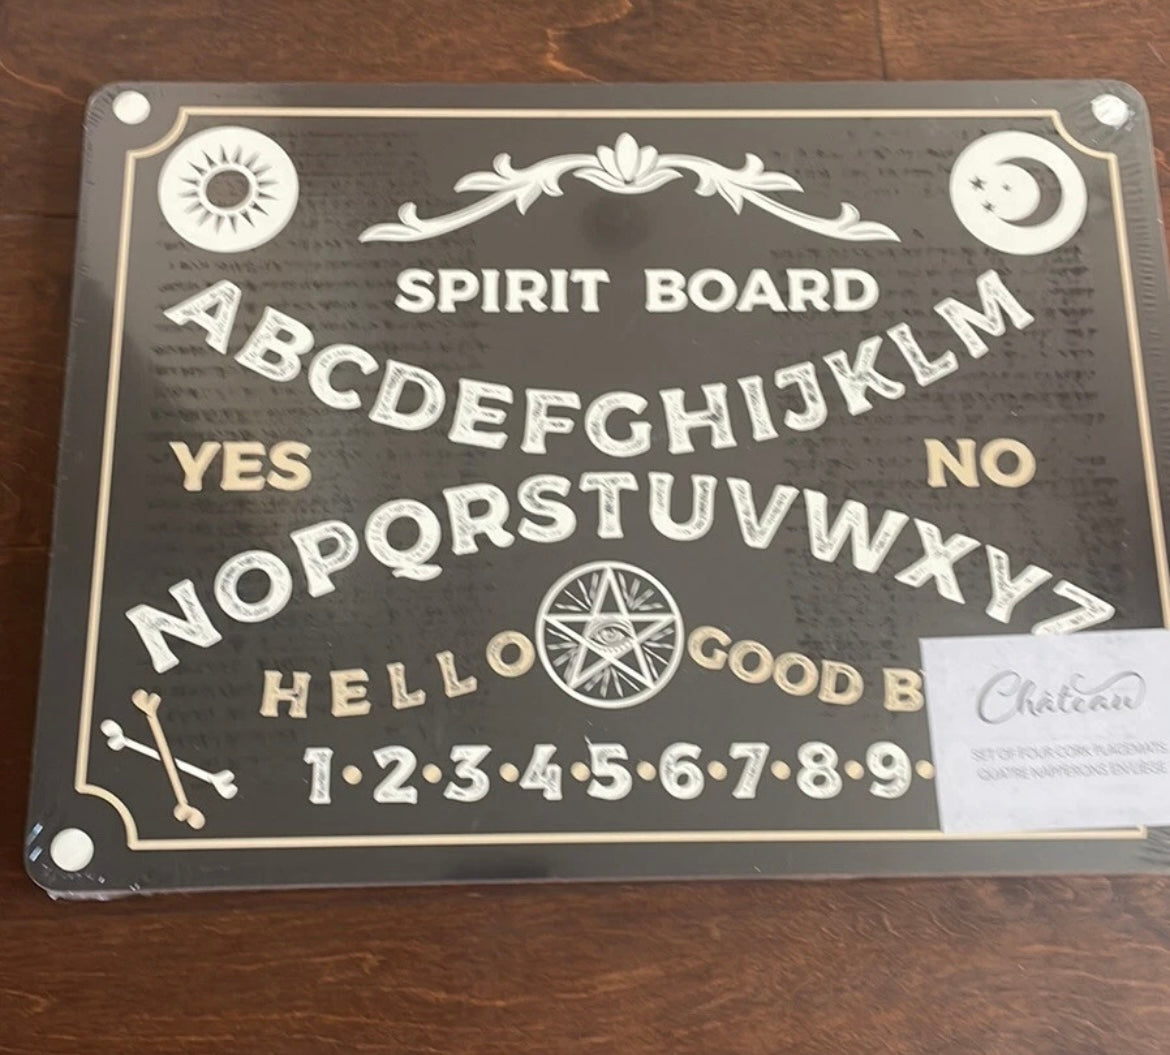 SPIRIT BOARD
ABCDEFGHIJKLM
YES NO
NOPQRSTUVWXYZ
HELLO GOOD B
1•2•3•4•5•6•7•8•9•
Château
SET OF FOUR CORK PLACEMATS
QUATRE NAPPERONS EN LIÈGE